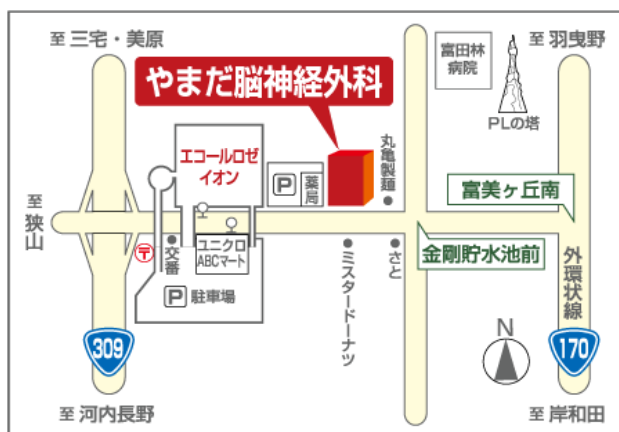 至 三宅・美原
至 羽曳野
富田林
病院
PLの塔
やまだ脳神経外科
エコールロゼ
イオン
P
薬局
丸亀製麺
富美ヶ丘南
至
狭山
〒
交番
ユニクロ
ABCマート
ミスタードーナツ
さと
金剛貯水池前
外環状線
P 駐車場
N
309
170
至 河内長野
至 岸和田